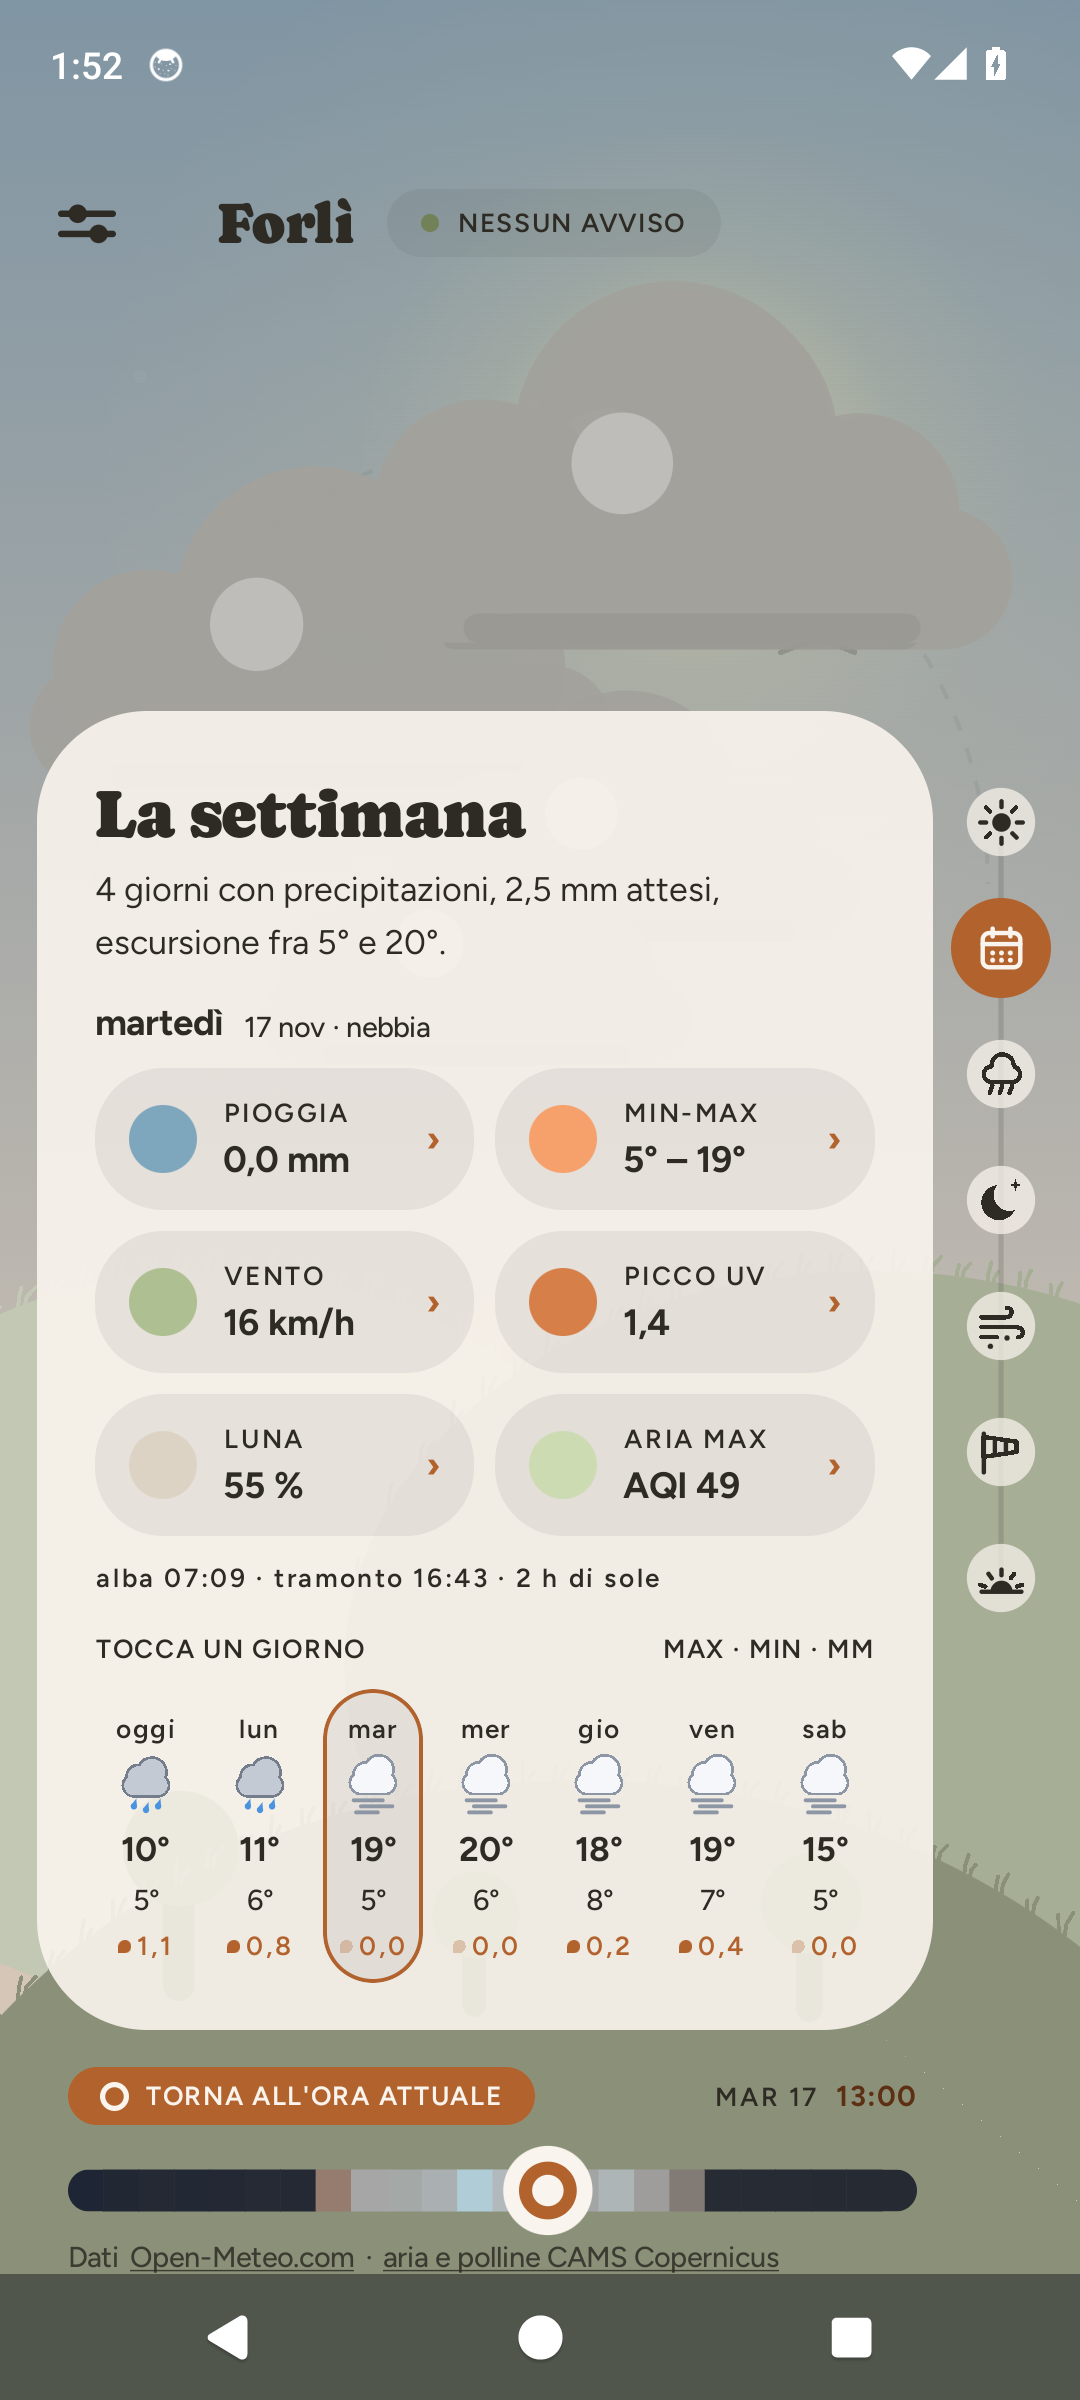 1:52
Forlì
NESSUN AVVISO
La settimana
4 giorni con precipitazioni, 2,5 mm attesi,
escursione fra 5° e 20°.
martedì 17 nov · nebbia
PIOGGIA
0,0 mm
›
MIN-MAX
5° – 19°
›
VENTO
16 km/h
›
PICCO UV
1,4
›
LUNA
55 %
›
ARIA MAX
AQI 49
›
alba 07:09 · tramonto 16:43 · 2 h di sole
TOCCA UN GIORNO MAX · MIN · MM
oggi lun mar mer gio ven sab
10° 11° 19° 20° 18° 19° 15°
5° 6° 5° 6° 8° 7° 5°
1,1 0,8 0,0 0,0 0,2 0,4 0,0
TORNA ALL'ORA ATTUALE MAR 17 13:00
Dati Open-Meteo.com · aria e polline CAMS Copernicus